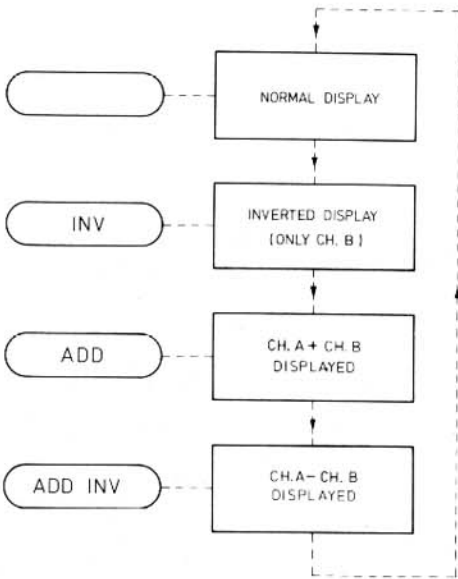 NORMAL DISPLAY
INV
INVERTED DISPLAY
(ONLY CH. B)
ADD
CH. A + CH. B
DISPLAYED
ADD INV
CH.A - CH. B
DISPLAYED